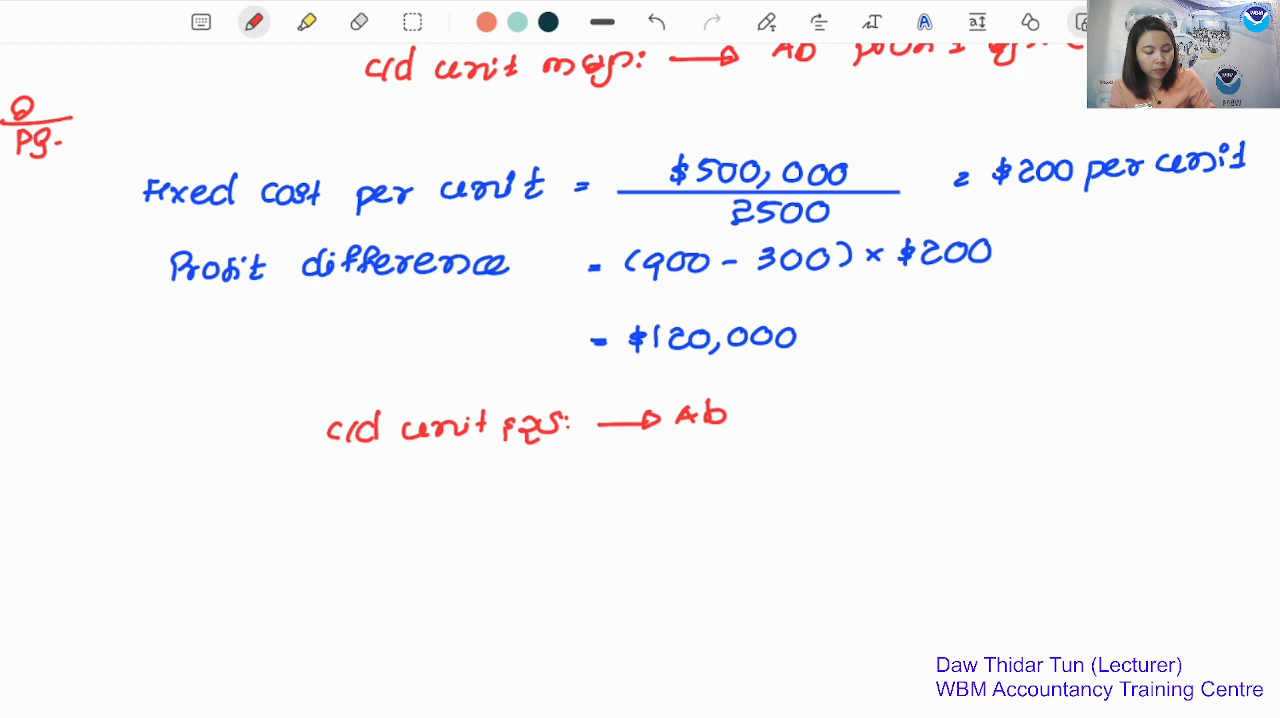 c/d unit များ: → Ab
Q
Pg.
Fixed cost per unit = $500,000 = $200 per unit
2500
Profit difference = (900 - 300) × $200
= $120,000
c/d unit နည်း → Ab
Daw Thidar Tun (Lecturer)
WBM Accountancy Training Centre